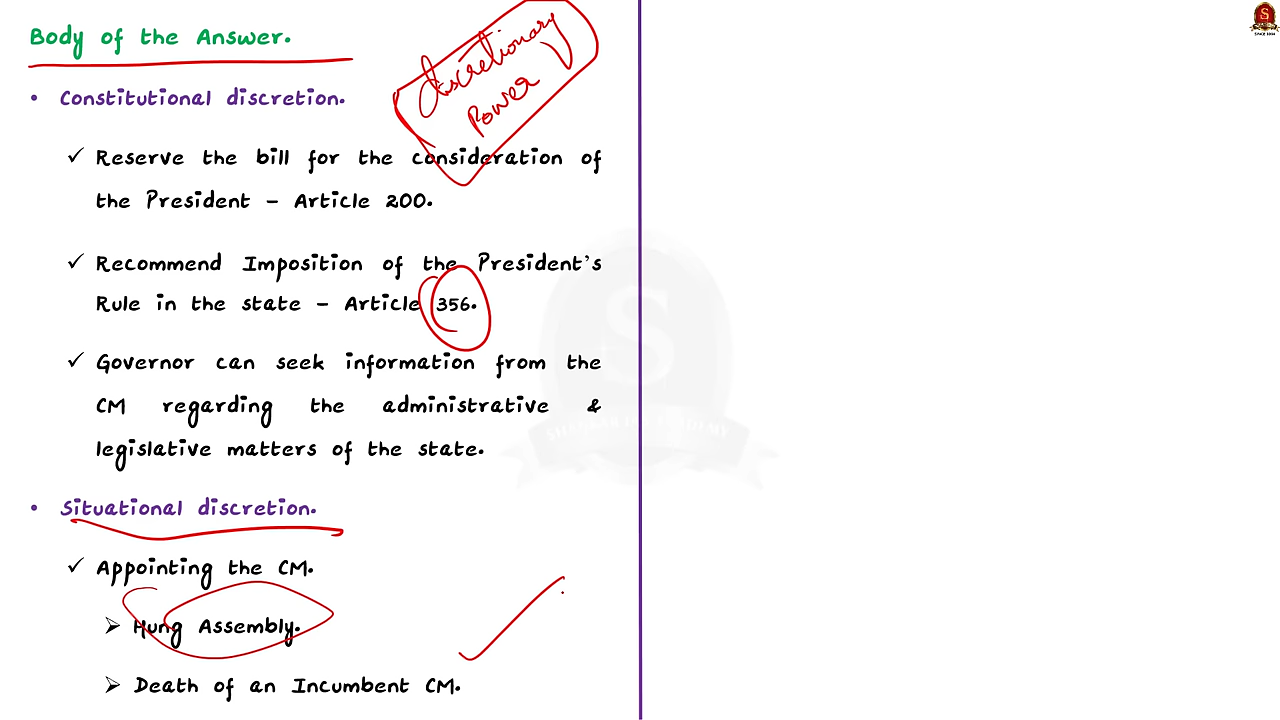 Body of the Answer.
discretionary
Power
• Constitutional discretion.
✓ Reserve the bill for the consideration of
the President – Article 200.
✓ Recommend Imposition of the President's
Rule in the state – Article 356.
✓ Governor can seek information from the
CM regarding the administrative &
legislative matters of the state.
• Situational discretion.
✓ Appointing the CM.
➢ Hung Assembly.
➢ Death of an Incumbent CM.
S